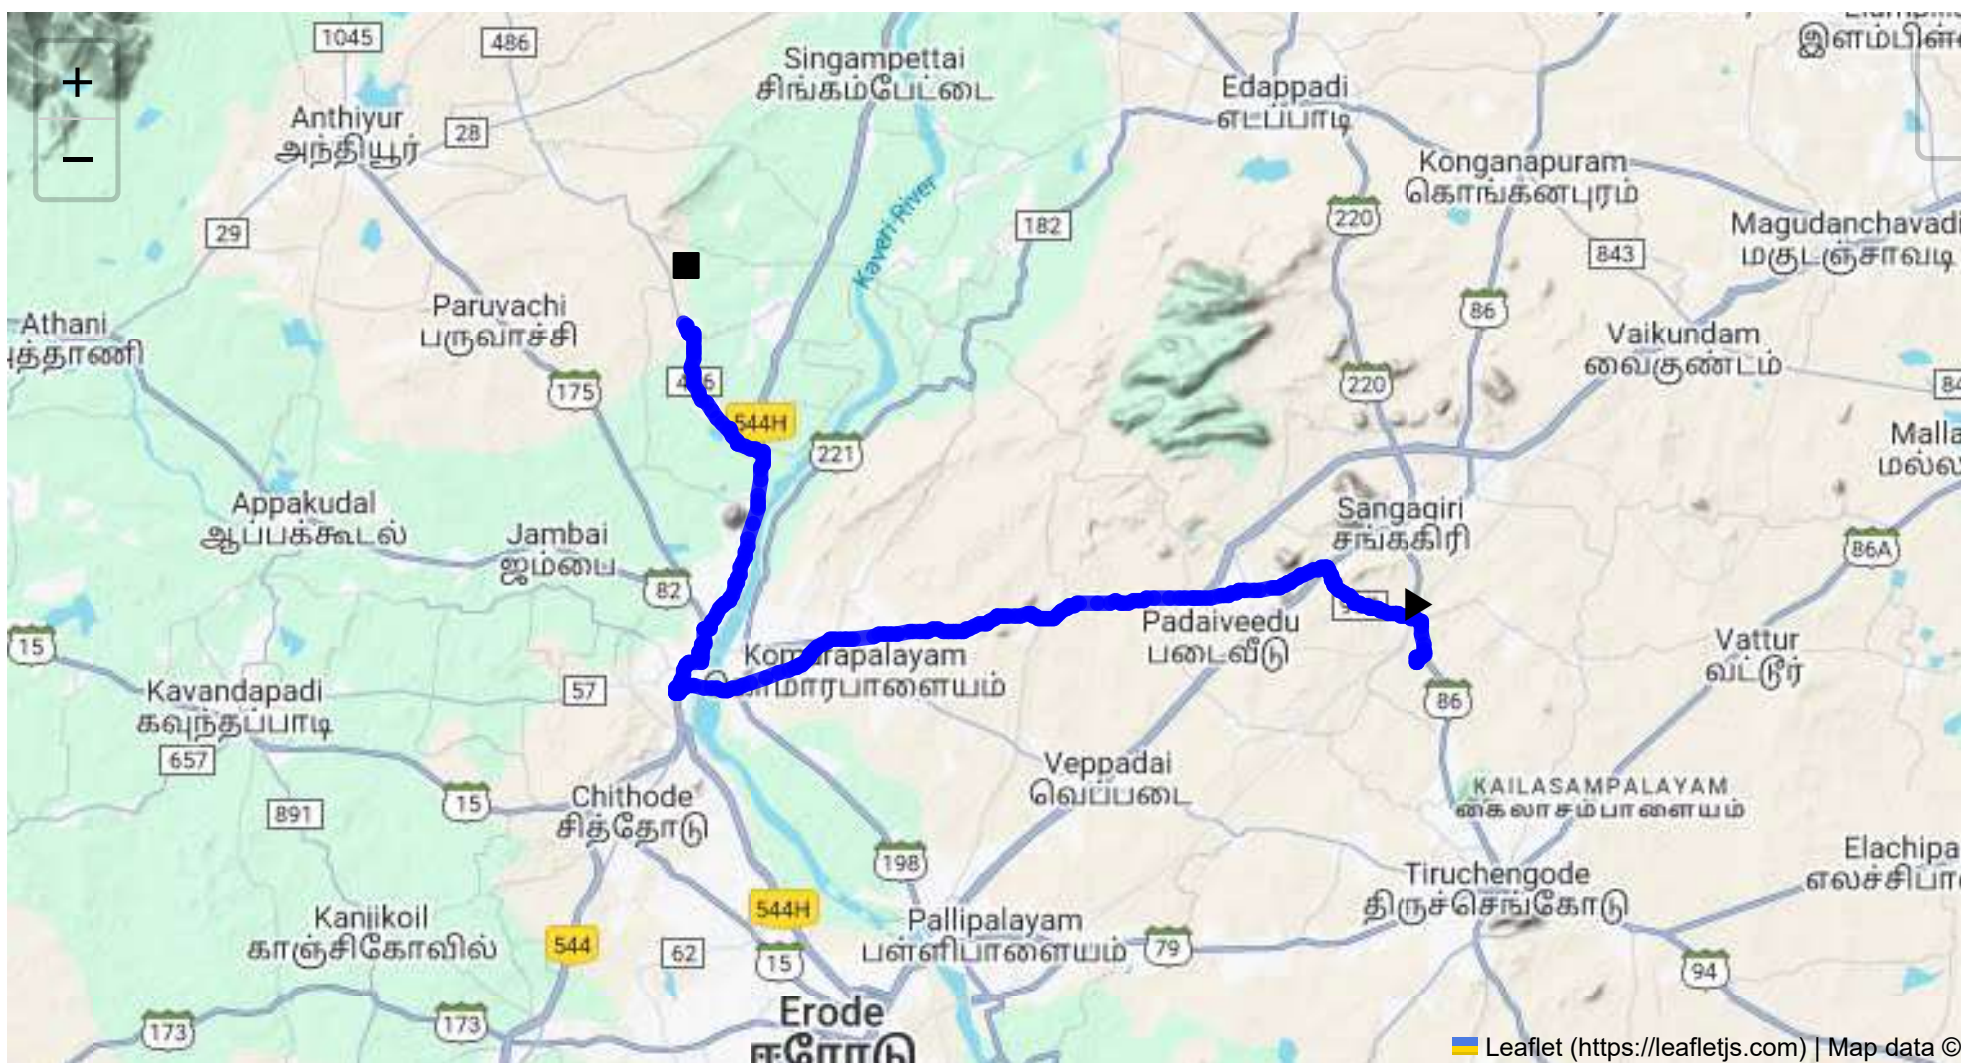 1045
486
Singampettai
சிங்கம்பேட்டை
Edappadi
எடப்பாடி
+
−
Anthiyur
அந்தியூர்
28
Konganapuram
கொங்கனபுரம்
Kaveri River
29
182
220
Magudanchavadi
மகுடஞ்சாவடி
843
Paruvachi
பருவாச்சி
86
Athani
Vaikundam
வைகுண்டம்
175
220
544H
221
Appakudal
ஆப்பக்கூடல்
Jambai
ஜம்பை
Sangagiri
சங்ககிரி
86A
82
15
Padaiveedu
படைவீடு
Vattur
வட்டூர்
Komarapalayam
57
86
Kavandapadi
கவுந்தப்பாடி
657
Veppadai
வெப்படை
KAILASAMPALAYAM
கைலாசம்பாளையம்
15
891
Chithode
சித்தோடு
198
Tiruchengode
திருச்செங்கோடு
Elachipa
544H
Kanjikoil
காஞ்சிகோவில்
544
62
15
Pallipalayam
பள்ளிபாளையம்
79
94
173
173
Erode
ஈரோடு
Leaflet (https://leafletjs.com) | Map data ©